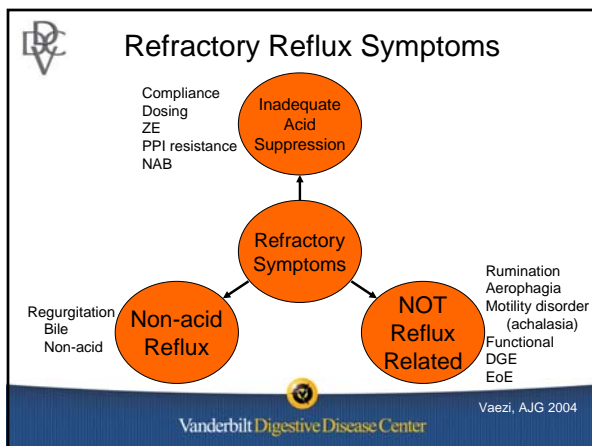 DDCV
Refractory Reflux Symptoms
Compliance
Dosing
ZE
PPI resistance
NAB
Inadequate
Acid
Suppression
Refractory
Symptoms
Regurgitation
Bile
Non-acid
Non-acid
Reflux
NOT
Reflux
Related
Rumination
Aerophagia
Motility disorder
(achalasia)
Functional
DGE
EoE
Vaezi, AJG 2004
Vanderbilt Digestive Disease Center